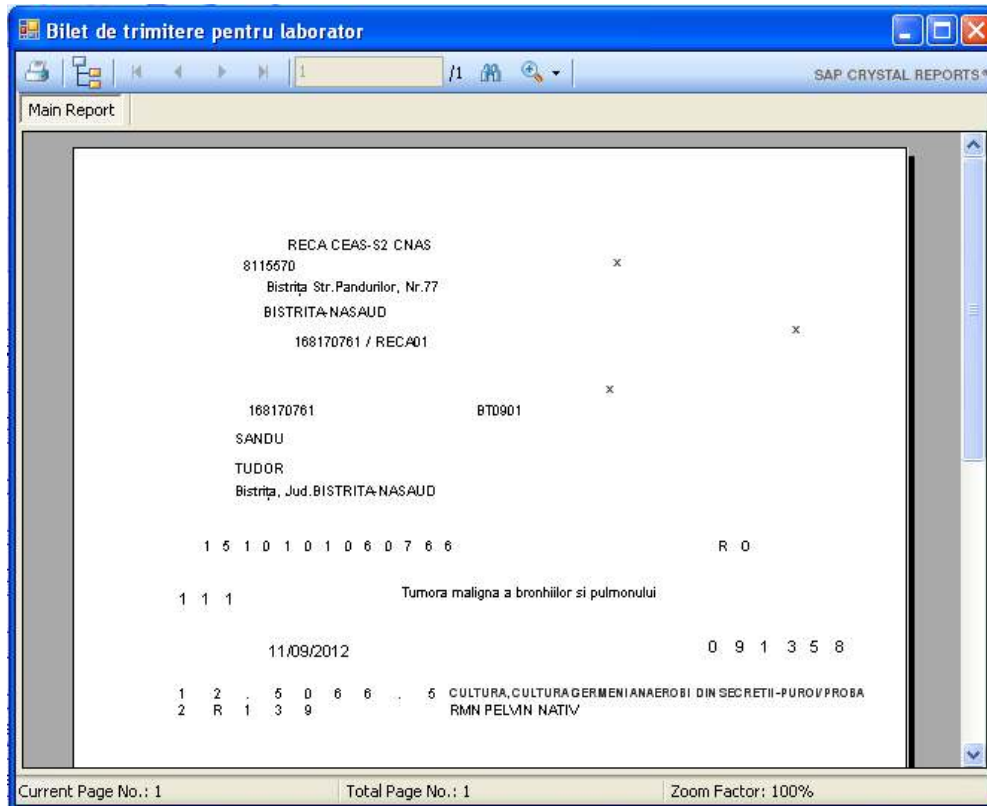 Bilet de trimitere pentru laborator
1 /1 SAP CRYSTAL REPORTS®
Main Report
RECA CEAS-S2 CNAS
8115570 x
Bistrița Str.Pandurilor, Nr.77
BISTRITA-NASAUD
168170761 / RECA01 x
x
168170761 BT0901
SANDU
TUDOR
Bistrița, Jud.BISTRITA-NASAUD
1 5 1 0 1 0 1 0 6 0 7 6 6 R O
1 1 1 Tumora maligna a bronhiilor si pulmonului
11/09/2012 0 9 1 3 5 8
1 2 . 5 0 6 6 . 5 CULTURA, CULTURA GERMENI ANAEROBI DIN SECRETII-PUROI/PROBA
2 R 1 3 9 RMN PELVIN NATIV
Current Page No.: 1 Total Page No.: 1 Zoom Factor: 100%